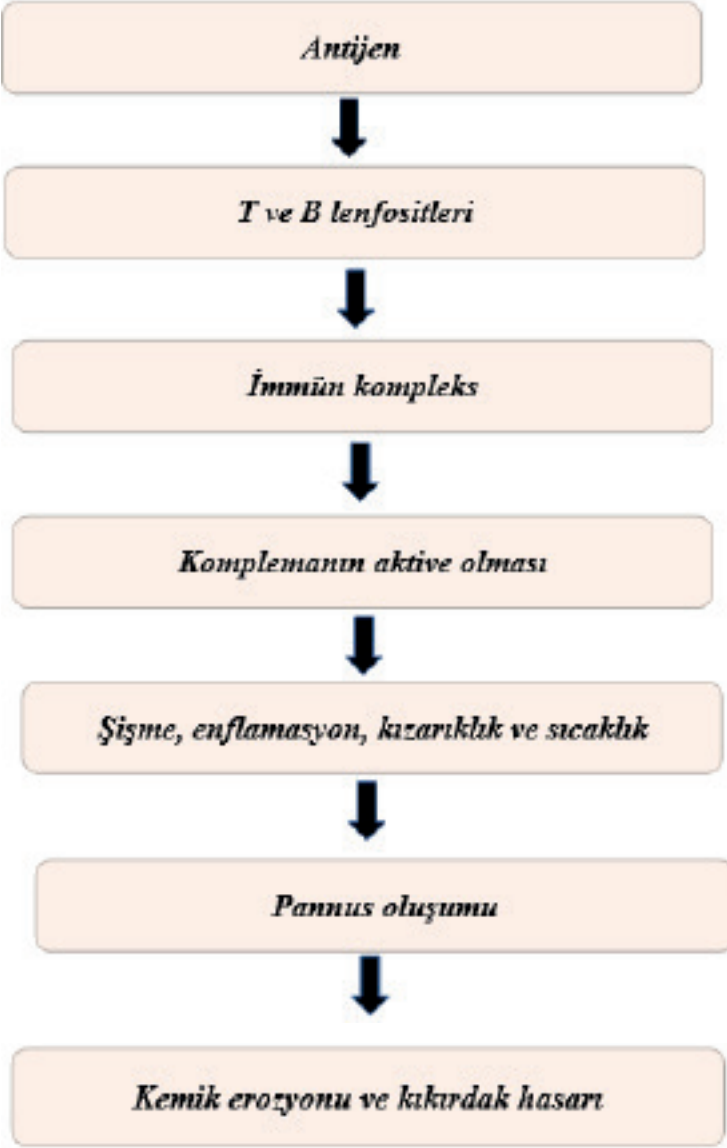 Antijen
T ve B lenfositleri
İmmün kompleks
Komplemanın aktive olması
Şişme, enflamasyon, kızarıklık ve sıcaklık
Pannus oluşumu
Kemik erozyonu ve kıkırdak hasarı